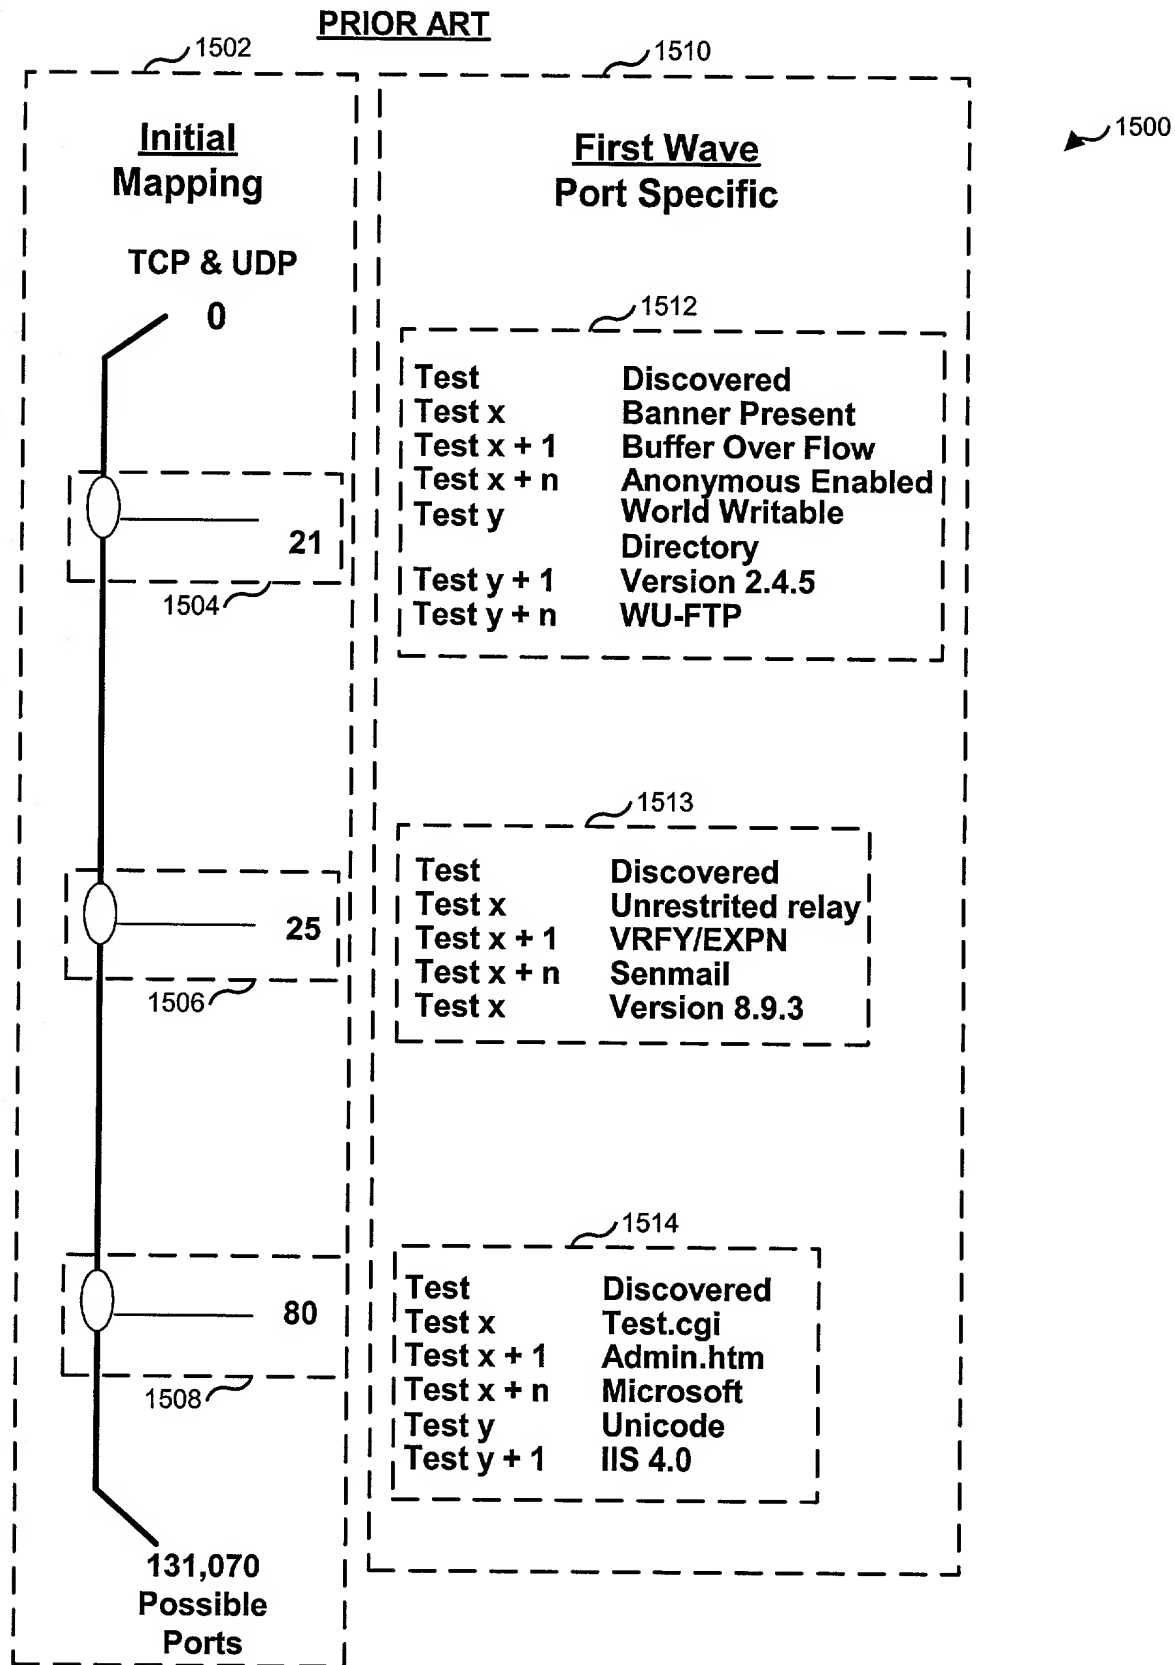 PRIOR ART
1502
1510
1500
Initial
Mapping
First Wave
Port Specific
TCP & UDP
0
1512
Test Discovered
Test x Banner Present
Test x + 1 Buffer Over Flow
Test x + n Anonymous Enabled
Test y World Writable
Directory
Test y + 1 Version 2.4.5
Test y + n WU-FTP
21
1504
1513
Test Discovered
Test x Unrestrited relay
Test x + 1 VRFY/EXPN
Test x + n Senmail
Test x Version 8.9.3
25
1506
1514
Test Discovered
Test x Test.cgi
Test x + 1 Admin.htm
Test x + n Microsoft
Test y Unicode
Test y + 1 IIS 4.0
80
1508
131,070
Possible
Ports